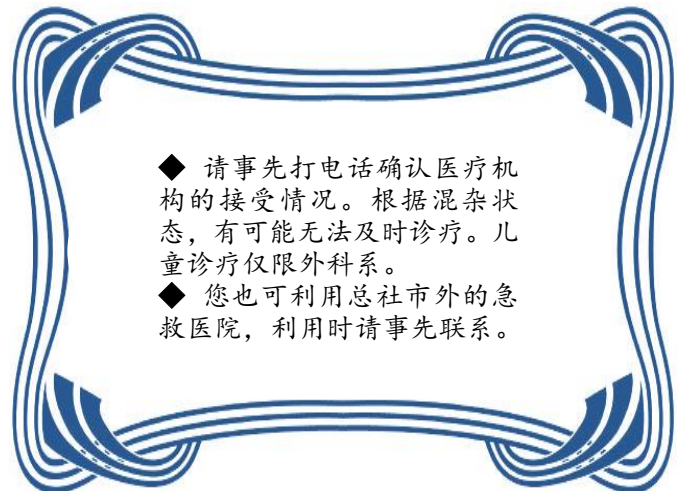 ◆ 请事先打电话确认医疗机
构的接受情况。根据混杂状
态，有可能无法及时诊疗。儿
童诊疗仅限外科系。
◆ 您也可利用总社市外的急
救医院，利用时请事先联系。